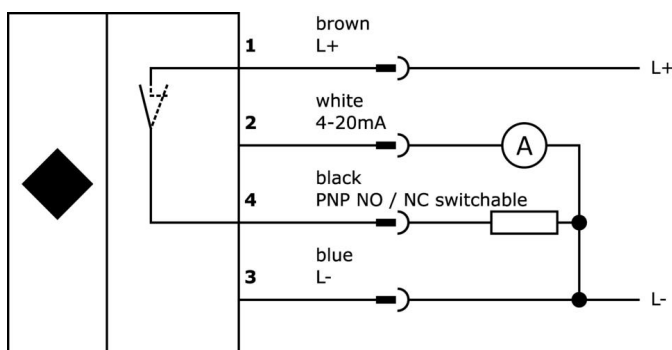 brown
1 L+
L+
white
2 4-20mA
A
black
4 PNP NO / NC switchable
blue
3 L-
L-